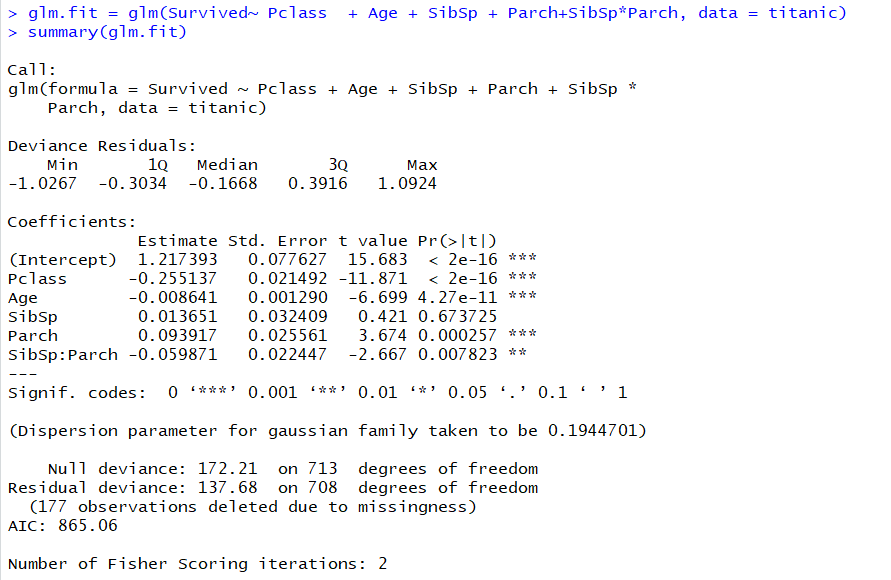 > glm.fit = glm(Survived~ Pclass  + Age + SibSp + Parch+SibSp*Parch, data = titanic)
> summary(glm.fit)

Call:
glm(formula = Survived ~ Pclass + Age + SibSp + Parch + SibSp *
    Parch, data = titanic)

Deviance Residuals:
    Min       1Q   Median       3Q      Max
-1.0267  -0.3034  -0.1668   0.3916   1.0924

Coefficients:
             Estimate Std. Error t value Pr(>|t|)
(Intercept)  1.217393   0.077627  15.683  < 2e-16 ***
Pclass      -0.255137   0.021492 -11.871  < 2e-16 ***
Age         -0.008641   0.001290  -6.699 4.27e-11 ***
SibSp        0.013651   0.032409   0.421 0.673725
Parch        0.093917   0.025561   3.674 0.000257 ***
SibSp:Parch -0.059871   0.022447  -2.667 0.007823 **
---
Signif. codes:  0 ‘***’ 0.001 ‘**’ 0.01 ‘*’ 0.05 ‘.’ 0.1 ‘ ’ 1

(Dispersion parameter for gaussian family taken to be 0.1944701)

    Null deviance: 172.21  on 713  degrees of freedom
Residual deviance: 137.68  on 708  degrees of freedom
  (177 observations deleted due to missingness)
AIC: 865.06

Number of Fisher Scoring iterations: 2